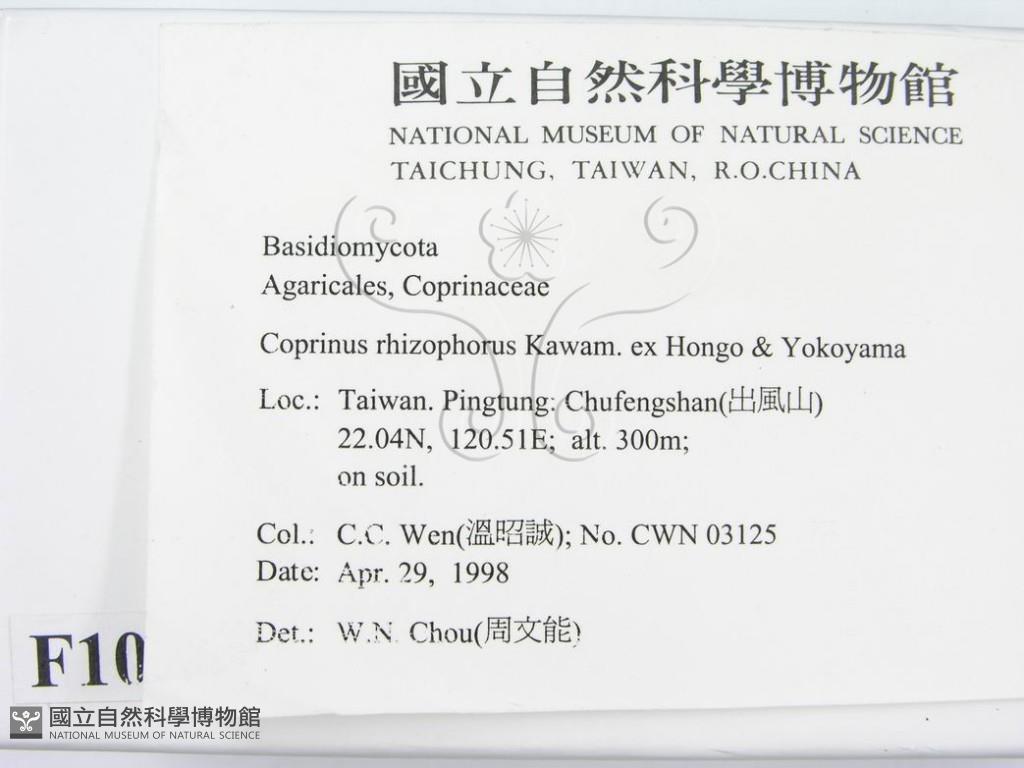 國立自然科學博物館
NATIONAL MUSEUM OF NATURAL SCIENCE
TAICHUNG, TAIWAN, R.O.CHINA
Basidiomycota
Agaricales, Coprinaceae
Coprinus rhizophorus Kawam. ex Hongo & Yokoyama
Loc.: Taiwan. Pingtung: Chufengshan(出風山)
22.04N, 120.51E; alt. 300m;
on soil.
Col.: C.C. Wen(溫昭誠); No. CWN 03125
Date: Apr. 29, 1998
Det.: W.N. Chou(周文能)
F10
國立自然科學博物館
NATIONAL MUSEUM OF NATURAL SCIENCE